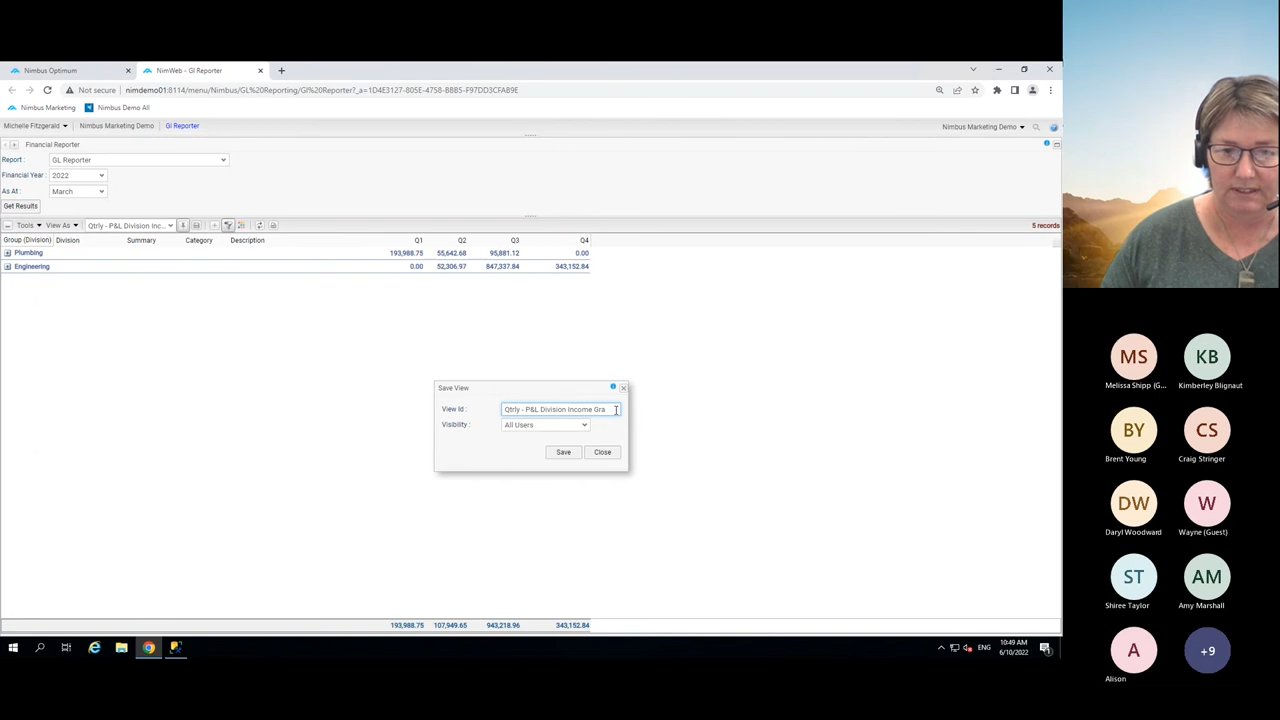 Nimbus Optimum
NimWeb - Gl Reporter
Not secure
nimdemo01:8114/menu/Nimbus/GL%20Reporting/Gl%20Reporter?_a=1D4E3127-805E-4758-BBB5-F97DD3CFAB9E
Nimbus Marketing
Nimbus Demo All
Michelle Fitzgerald
Nimbus Marketing Demo
Gl Reporter
Nimbus Marketing Demo
Financial Reporter
Report :
GL Reporter
Financial Year :
2022
As At :
March
Get Results
Tools
View As
Qtrly - P&L Division Inc...
5 records
Group (Division) Division Summary Category Description Q1 Q2 Q3 Q4
Plumbing 193,988.75 55,642.68 95,881.12 0.00
Engineering 0.00 52,306.97 847,337.84 343,152.84
Save View
View Id :
Qtrly - P&L Division Income Gra
Visibility :
All Users
Save
Close
193,988.75 107,949.65 943,218.96 343,152.84
ENG
10:49 AM
6/10/2022
MS
KB
Melissa Shipp (G...
Kimberley Blignaut
BY
CS
Brent Young
Craig Stringer
DW
W
Daryl Woodward
Wayne (Guest)
ST
AM
Shiree Taylor
Amy Marshall
A
+9
Alison